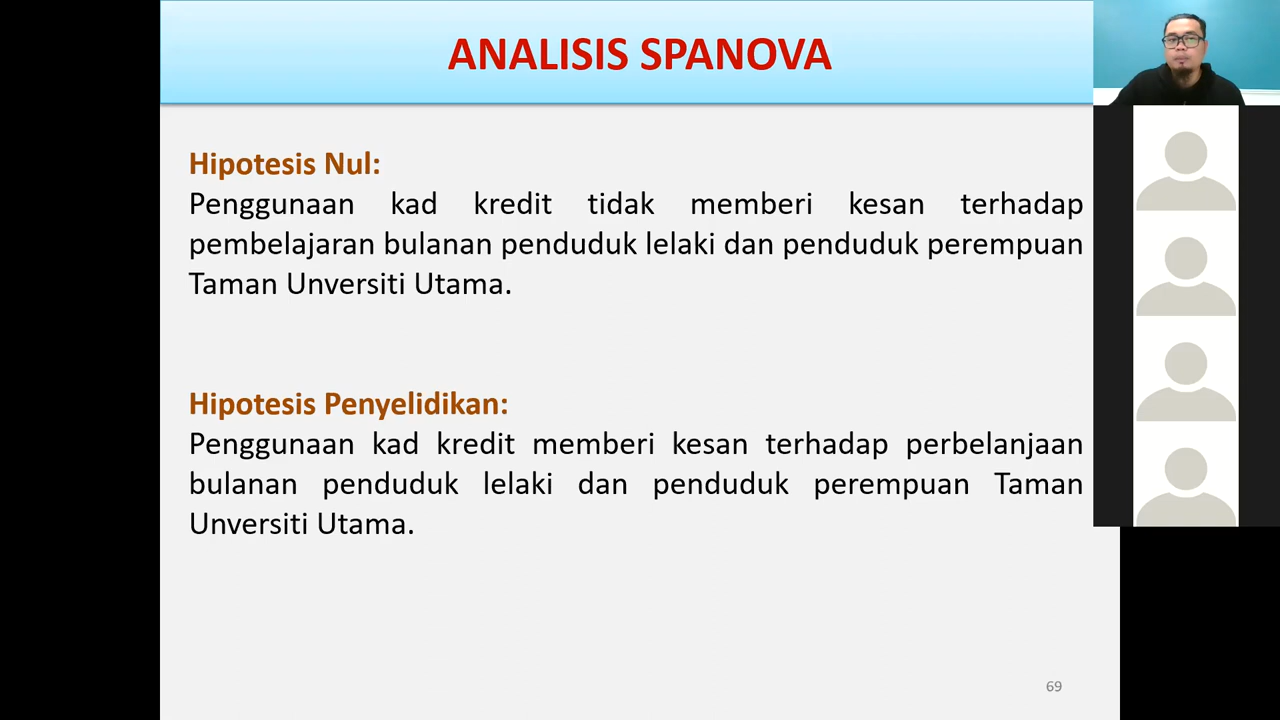 ANALISIS SPANOVA
Hipotesis Nul:
Penggunaan kad kredit tidak memberi kesan terhadap
pembelajaran bulanan penduduk lelaki dan penduduk perempuan
Taman Unversiti Utama.
Hipotesis Penyelidikan:
Penggunaan kad kredit memberi kesan terhadap perbelanjaan
bulanan penduduk lelaki dan penduduk perempuan Taman
Unversiti Utama.
69